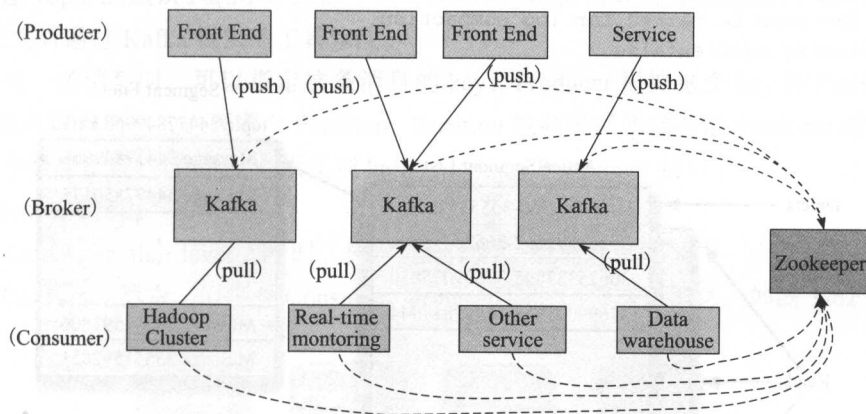 (Producer) Front End Front End Front End Service
(push) (push) (push) (push)
(Broker) Kafka Kafka Kafka
Zookeeper
(pull) (pull) (pull) (pull)
(Consumer) Hadoop Cluster Real-time montoring Other service Data warehouse